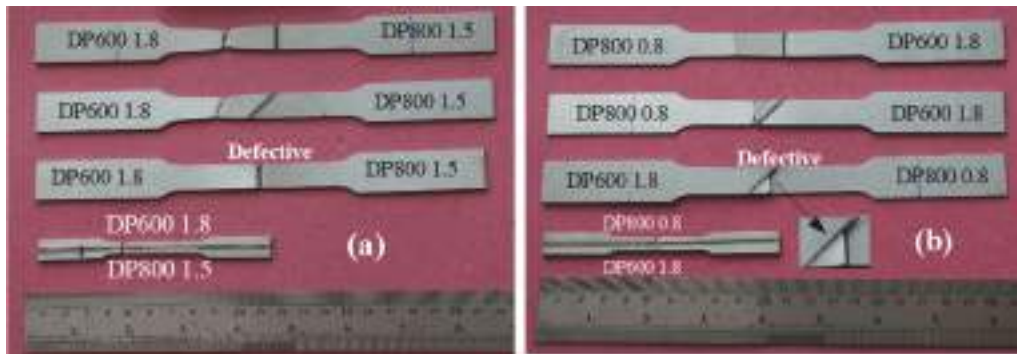 DP600 1.8 DP800 1.5
DP600 1.8 DP800 1.5
Defective
DP600 1.8 DP800 1.5
DP600 1.8
(a)
DP800 1.5
DP800 0.8 DP600 1.8
DP800 0.8 DP600 1.8
Defective
DP600 1.8 DP800 0.8
DP800 0.8
(b)
DP600 1.8